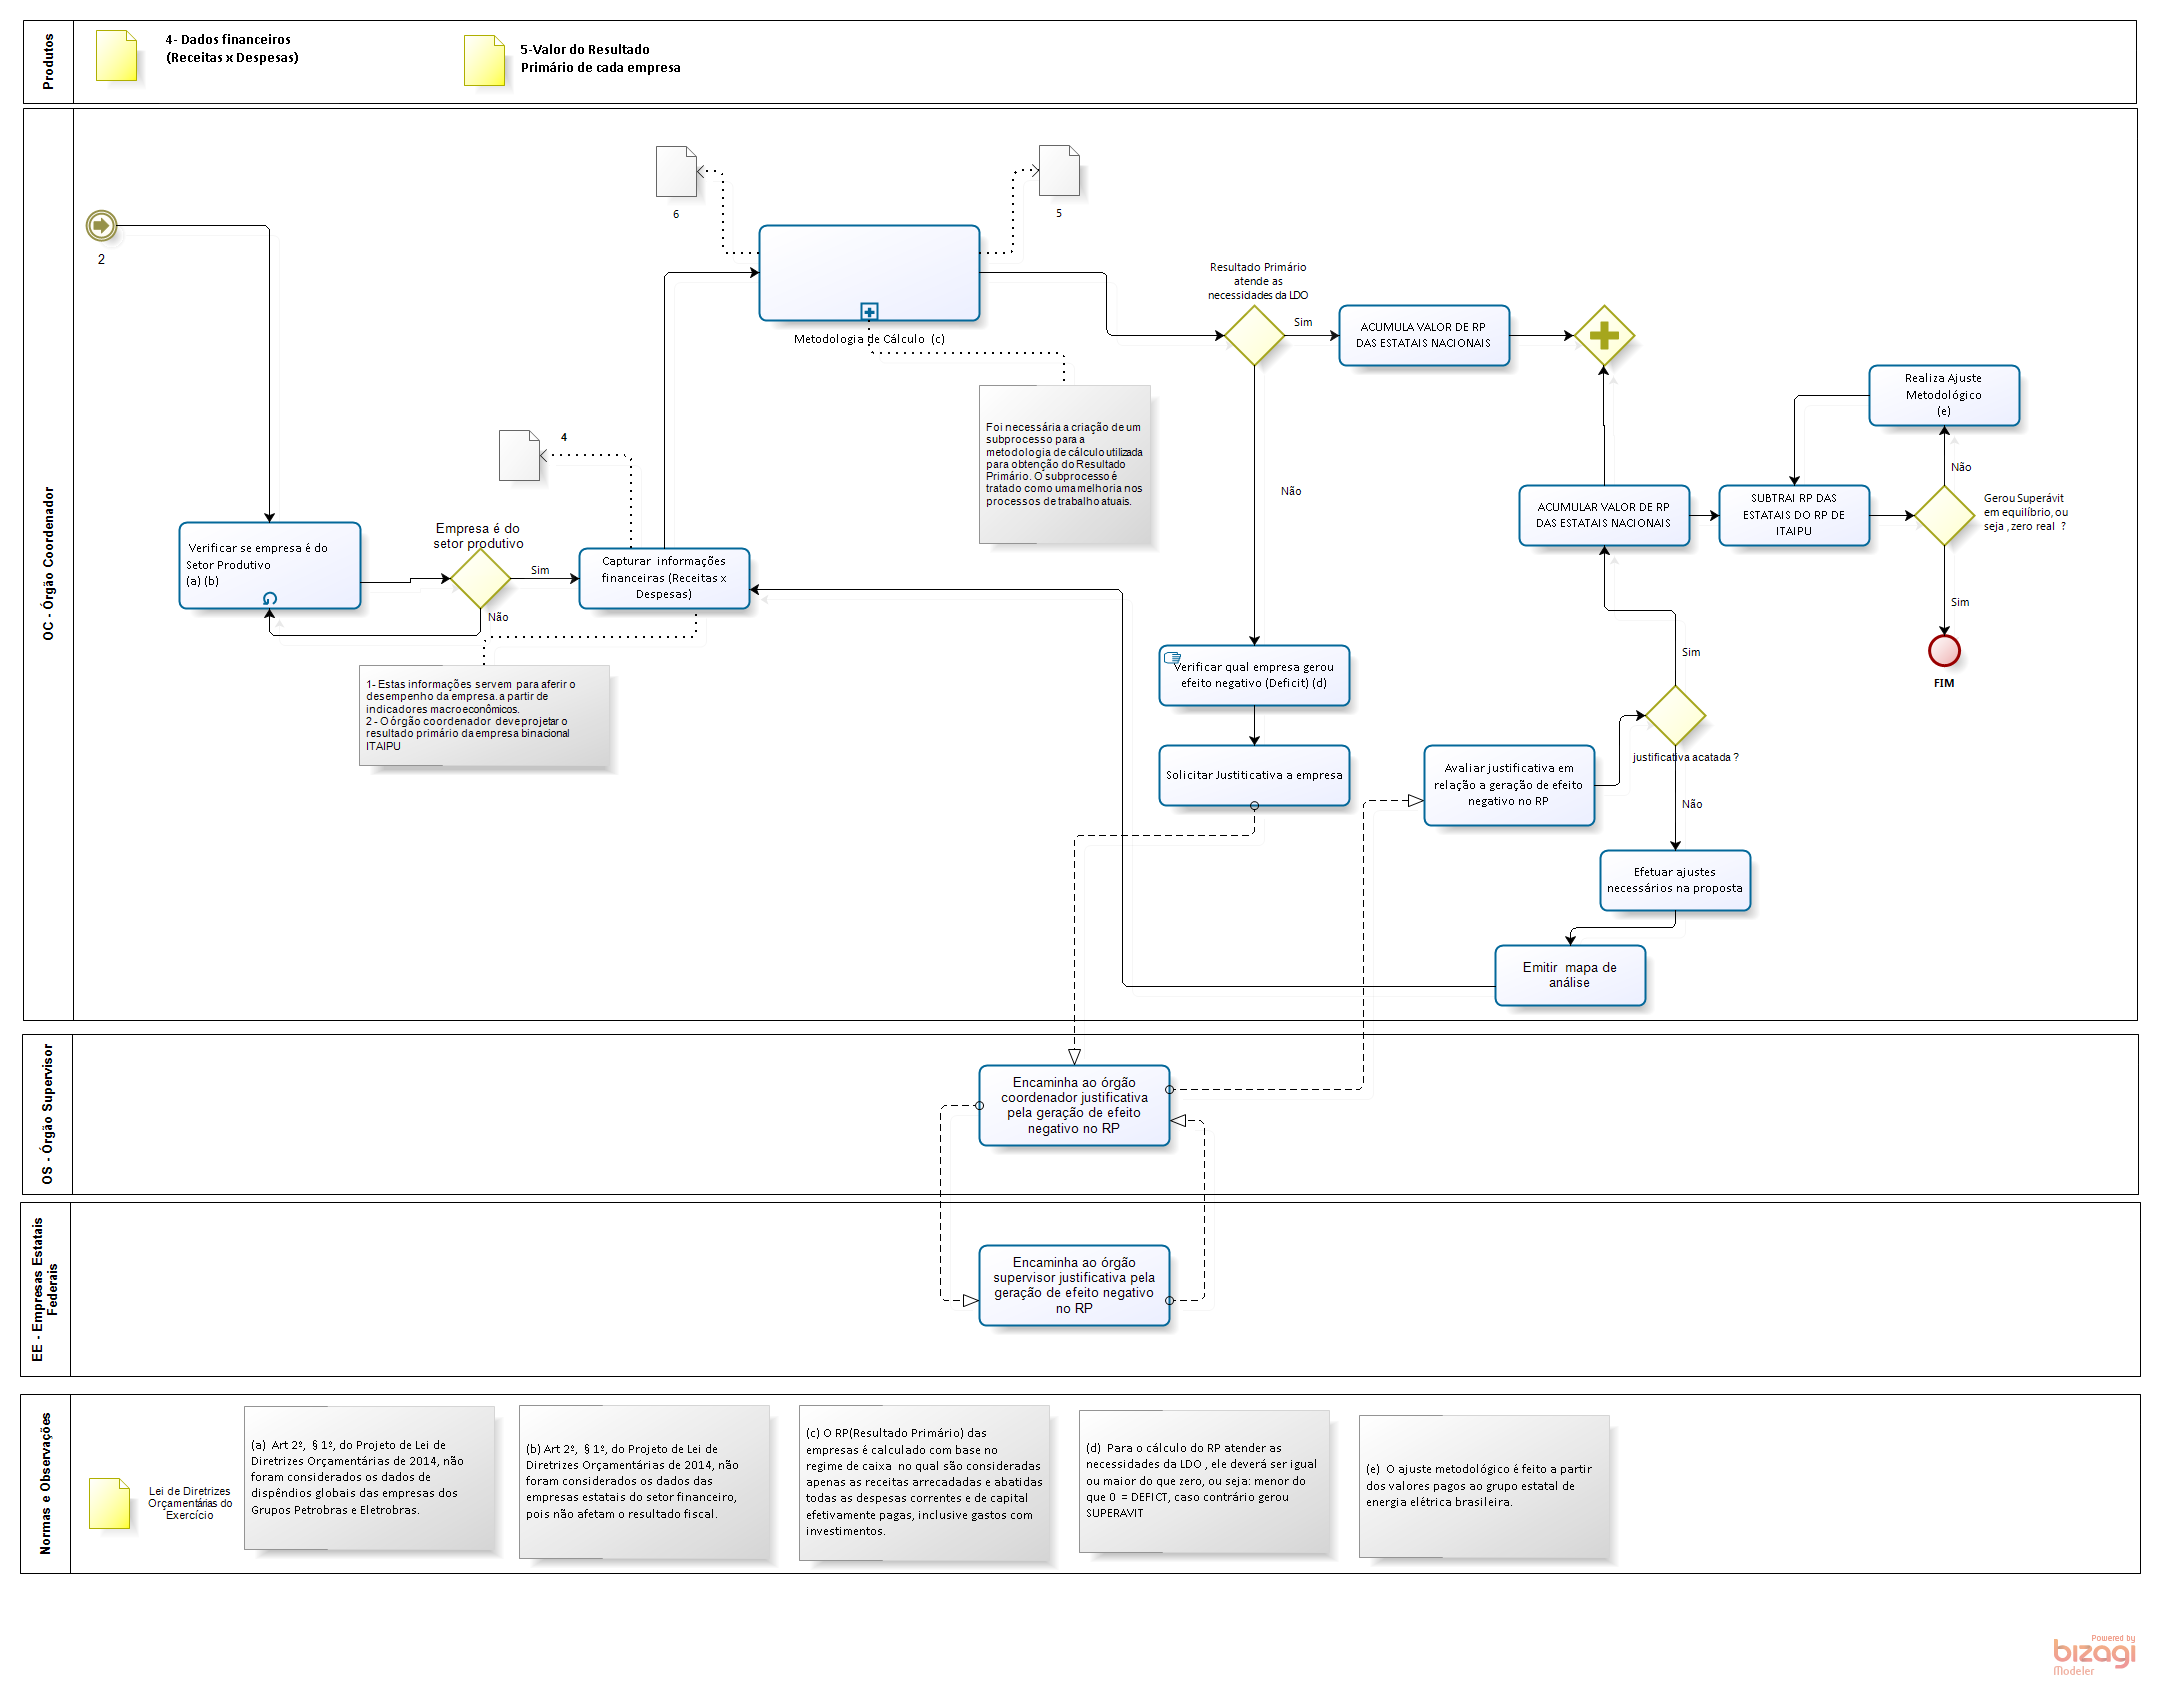 Produtos
4- Dados financeiros
(Receitas x Despesas)
5-Valor do Resultado
Primário de cada empresa
OC - Órgão Coordenador
2
6
5
Metodologia de Cálculo (c)
Resultado Primário
atende as
necessidades da LDO
Sim
ACUMULA VALOR DE RP
DAS ESTATAIS NACIONAIS
Realiza Ajuste
Metodológico
(e)
Foi necessária a criação de um
subprocesso para a
metodologia de cálculo utilizada
para obtenção do Resultado
Primário. O subprocesso é
tratado como uma melhoria nos
processos de trabalho atuais.
4
Não
Não
ACUMULAR VALOR DE RP
DAS ESTATAIS NACIONAIS
SUBTRAI RP DAS
ESTATAIS DO RP DE
ITAIPU
Gerou Superávit
em equilíbrio, ou
seja , zero real ?
Verificar se empresa é do
Setor Produtivo
(a) (b)
Empresa é do
setor produtivo
Sim
Não
Capturar informações
financeiras (Receitas x
Despesas)
Sim
FIM
1- Estas informações servem para aferir o
desempenho da empresa. a partir de
indicadores macroeconômicos.
2 - O órgão coordenador deve projetar o
resultado primário da empresa binacional
ITAIPU
Verificar qual empresa gerou
efeito negativo (Deficit) (d)
Sim
Solicitar Justiticativa a empresa
Avaliar justificativa em
relação a geração de efeito
negativo no RP
justificativa acatada ?
Não
Efetuar ajustes
necessários na proposta
Emitir mapa de
análise
OS - Órgão Supervisor
Encaminha ao órgão
coordenador justificativa
pela geração de efeito
negativo no RP
EE - Empresas Estatais
Federais
Encaminha ao órgão
supervisor justificativa pela
geração de efeito negativo
no RP
Normas e Observações
Lei de Diretrizes
Orçamentárias do
Exercício
(a) Art 2º, § 1º, do Projeto de Lei de
Diretrizes Orçamentárias de 2014, não
foram considerados os dados de
dispêndios globais das empresas dos
Grupos Petrobras e Eletrobras.
(b) Art 2º, § 1º, do Projeto de Lei de
Diretrizes Orçamentárias de 2014, não
foram considerados os dados das
empresas estatais do setor financeiro,
pois não afetam o resultado fiscal.
(c) O RP(Resultado Primário) das
empresas é calculado com base no
regime de caixa no qual são consideradas
apenas as receitas arrecadadas e abatidas
todas as despesas correntes e de capital
efetivamente pagas, inclusive gastos com
investimentos.
(d) Para o cálculo do RP atender as
necessidades da LDO , ele deverá ser igual
ou maior do que zero, ou seja: menor do
que 0 = DEFICT, caso contrário gerou
SUPERAVIT
(e) O ajuste metodológico é feito a partir
dos valores pagos ao grupo estatal de
energia elétrica brasileira.
Powered by
bizagi
Modeler